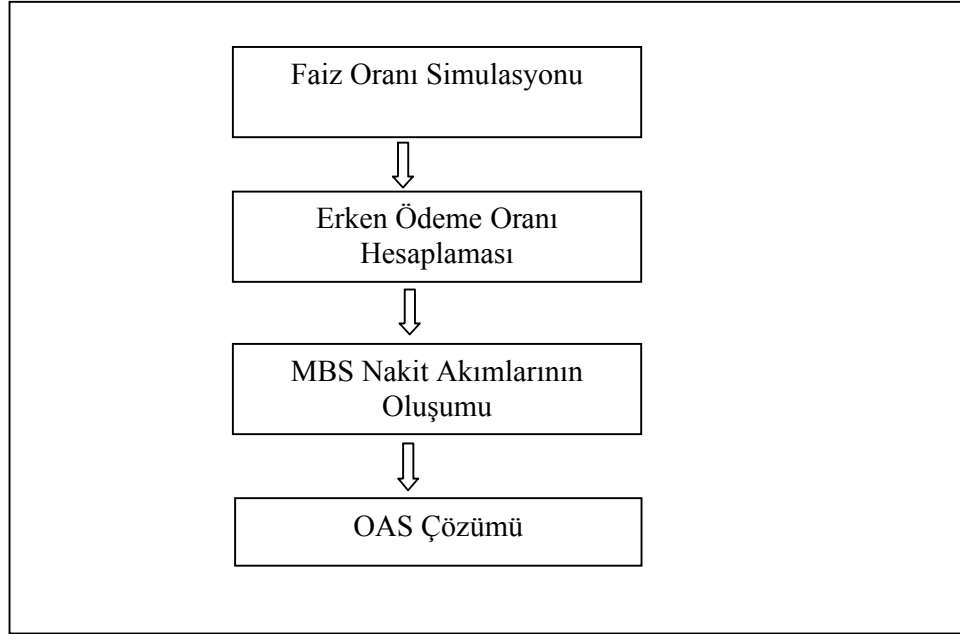 Faiz Oranı Simulasyonu
Erken Ödeme Oranı
Hesaplaması
MBS Nakit Akımlarının
Oluşumu
OAS Çözümü